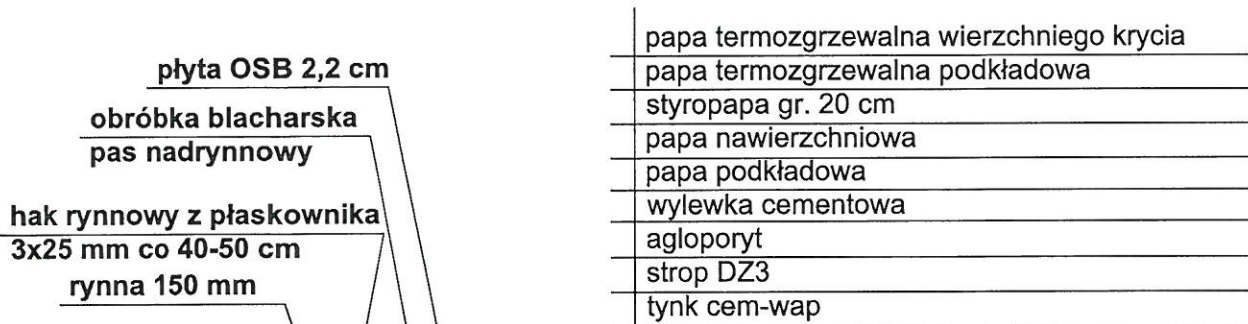 płyta OSB 2,2 cm
obróbka blacharska
pas nadrynnowy
hak rynnowy z płaskownika
3x25 mm co 40-50 cm
rynna 150 mm
papa termozgrzewalna wierzchniego krycia
papa termozgrzewalna podkładowa
styropapa gr. 20 cm
papa nawierzchniowa
papa podkładowa
wylewka cementowa
agloporyt
strop DZ3
tynk cem-wap